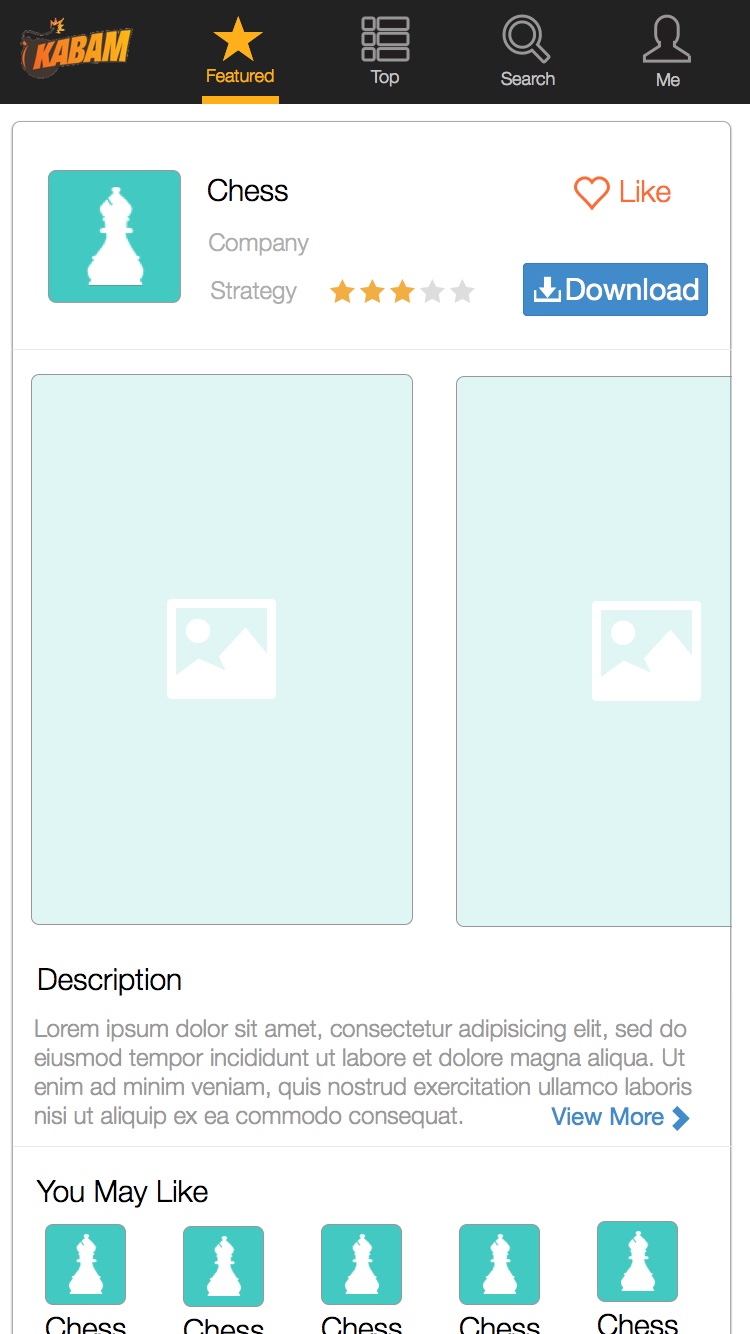 KABAM
Featured
Top
Search
Me
Chess
Like
Company
Strategy
Download
Description
Lorem ipsum dolor sit amet, consectetur adipisicing elit, sed do
eiusmod tempor incididunt ut labore et dolore magna aliqua. Ut
enim ad minim veniam, quis nostrud exercitation ullamco laboris
nisi ut aliquip ex ea commodo consequat.
View More
You May Like
Chess
Chess
Chess
Chess
Chess